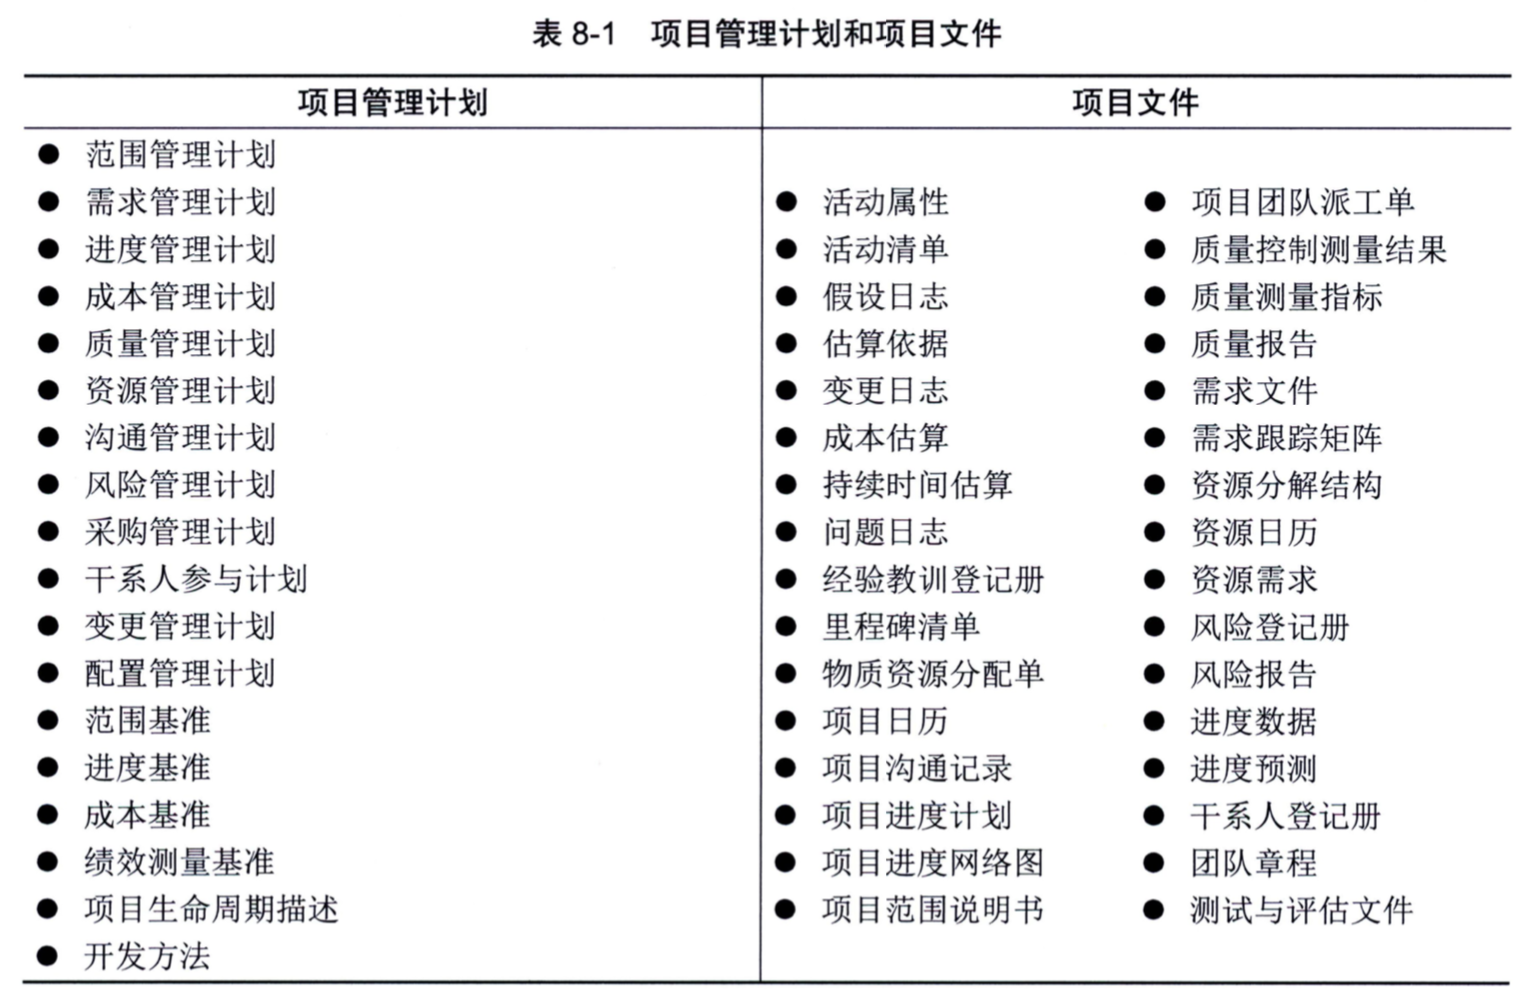 表 8-1 项目管理计划和项目文件
项目管理计划 项目文件
● 范围管理计划
● 需求管理计划 ● 活动属性 ● 项目团队派工单
● 进度管理计划 ● 活动清单 ● 质量控制测量结果
● 成本管理计划 ● 假设日志 ● 质量测量指标
● 质量管理计划 ● 估算依据 ● 质量报告
● 资源管理计划 ● 变更日志 ● 需求文件
● 沟通管理计划 ● 成本估算 ● 需求跟踪矩阵
● 风险管理计划 ● 持续时间估算 ● 资源分解结构
● 采购管理计划 ● 问题日志 ● 资源日历
● 干系人参与计划 ● 经验教训登记册 ● 资源需求
● 变更管理计划 ● 里程碑清单 ● 风险登记册
● 配置管理计划 ● 物质资源分配单 ● 风险报告
● 范围基准 ● 项目日历 ● 进度数据
● 进度基准 ● 项目沟通记录 ● 进度预测
● 成本基准 ● 项目进度计划 ● 干系人登记册
● 绩效测量基准 ● 项目进度网络图 ● 团队章程
● 项目生命周期描述 ● 项目范围说明书 ● 测试与评估文件
● 开发方法